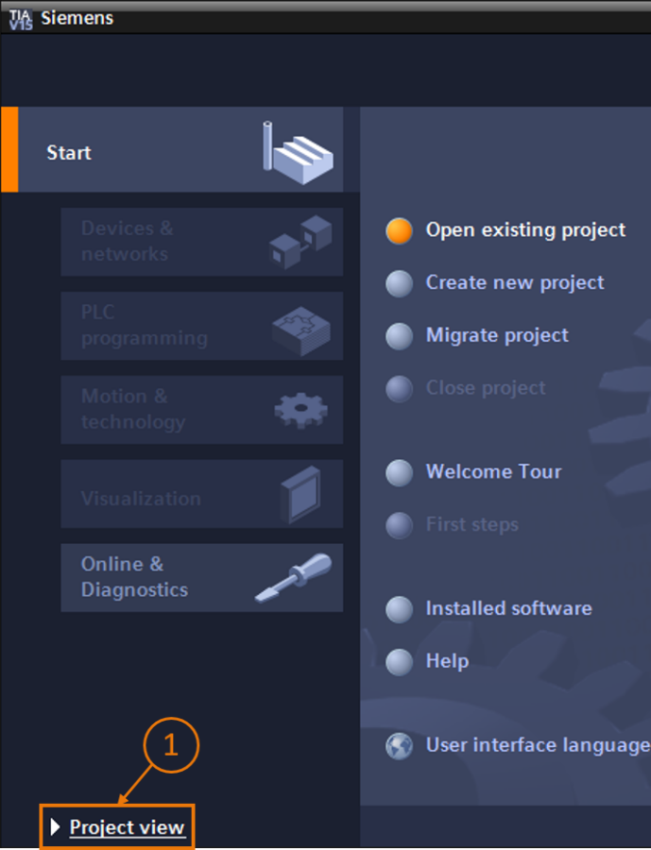 TIA
V15
Siemens
Start
Devices &
networks
PLC
programming
Motion &
technology
Visualization
Online &
Diagnostics
Open existing project
Create new project
Migrate project
Close project
Welcome Tour
First steps
Installed software
Help
User interface language
1
Project view